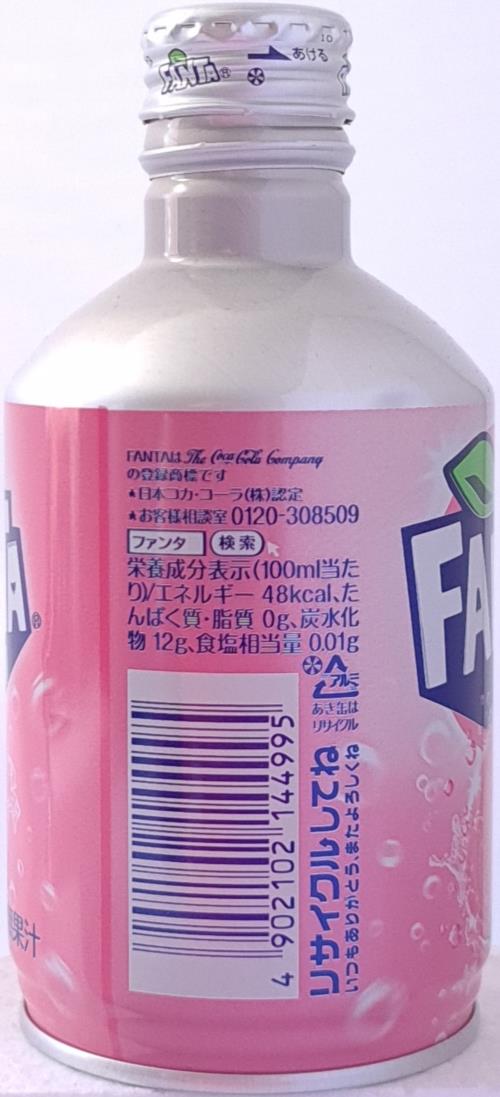 FANTA®
あける
FANTAは The Coca-Cola Company
の登録商標です
★日本コカ・コーラ(株)認定
★お客様相談室 0120-308509
ファンタ 検索
栄養成分表示(100ml当た
り)/エネルギー 48kcal、た
んぱく質・脂質 0g、炭水化
物 12g、食塩相当量 0.01g
アルミ
あき缶は
リサイクル
リサイクルしてね
いつもありがとう、またよろしくね
4 902102 144995
FA
A®
果汁